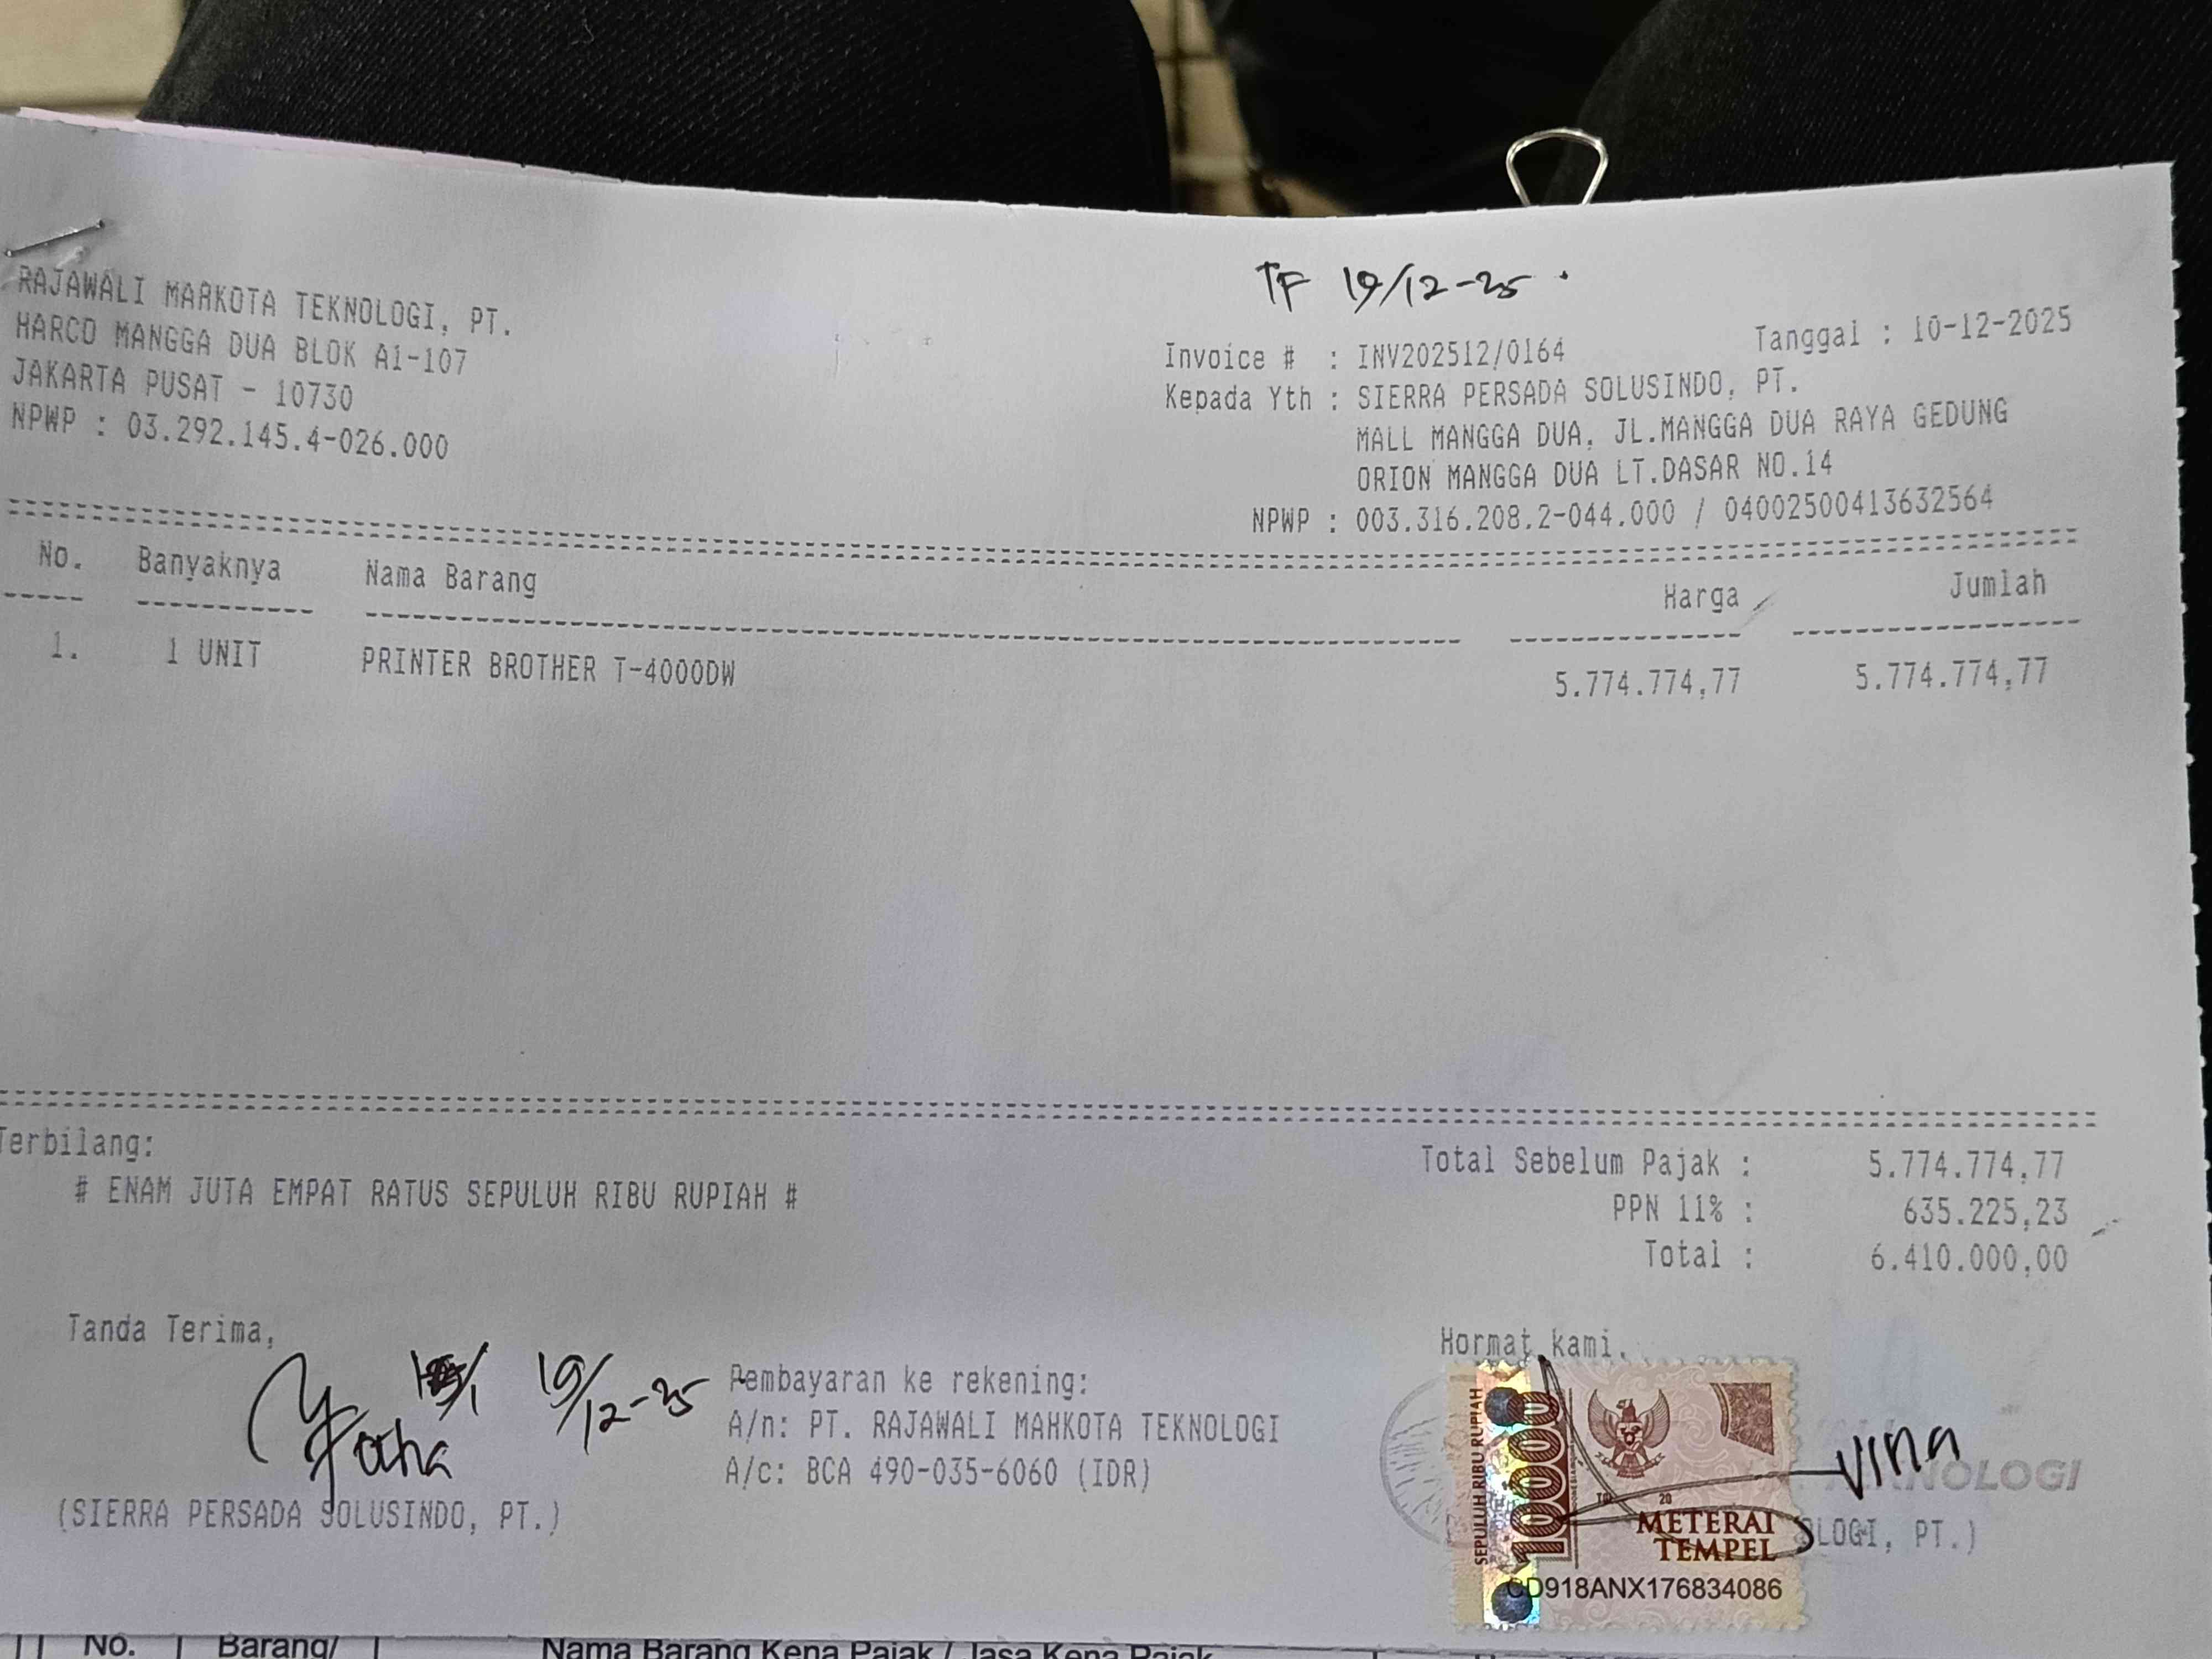 RAJAWALI MAHKOTA TEKNOLOGI, PT.
HARCO MANGGA DUA BLOK A1-107
JAKARTA PUSAT - 10730
NPWP : 03.292.145.4-026.000
TF 19/12-25
Invoice # : INV202512/0164 Tanggal : 10-12-2025
Kepada Yth : SIERRA PERSADA SOLUSINDO, PT.
MALL MANGGA DUA, JL.MANGGA DUA RAYA GEDUNG
ORION MANGGA DUA LT.DASAR NO.14
NPWP : 003.316.208.2-044.000 / 04002500413632564
No. Banyaknya Nama Barang Harga Jumlah
1. 1 UNIT PRINTER BROTHER T-4000DW 5.774.774,77 5.774.774,77
Terbilang:
# ENAM JUTA EMPAT RATUS SEPULUH RIBU RUPIAH #
Total Sebelum Pajak : 5.774.774,77
PPN 11% : 635.225,23
Total : 6.410.000,00
Tanda Terima,
19/12-25
(SIERRA PERSADA SOLUSINDO, PT.)
Pembayaran ke rekening:
A/n: PT. RAJAWALI MAHKOTA TEKNOLOGI
A/c: BCA 490-035-6060 (IDR)
Hormat kami,
SEPULUH RIBU RUPIAH
10000
TGL 20
METERAI
TEMPEL
CD918ANX176834086
VINA
NOLOGI
OLOGI, PT.)
No. Barang/ Nama Barang Kena Pajak / Jasa Kena Pajak